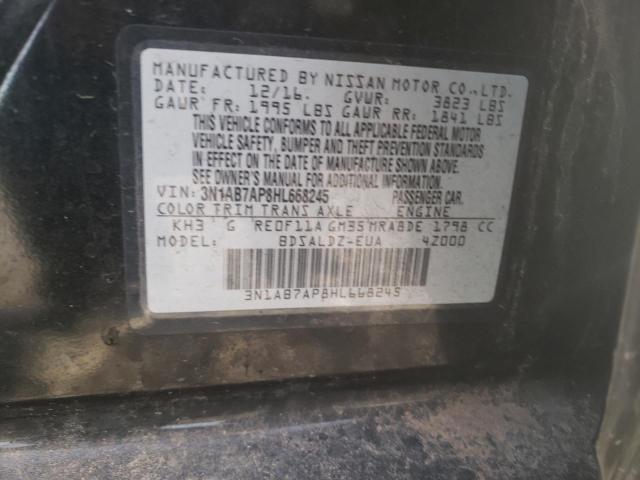 MANUFACTURED BY NISSAN MOTOR CO.,LTD.
DATE: 12/16. GVWR: 3823 LBS
GAWR FR: 1995 LBS GAWR RR: 1841 LBS
THIS VEHICLE CONFORMS TO ALL APPLICABLE FEDERAL MOTOR
VEHICLE SAFETY, BUMPER AND THEFT PREVENTION STANDARDS
IN EFFECT ON THE DATE OF MANUFACTURE SHOWN ABOVE.
SEE OWNER'S MANUAL FOR ADDITIONAL INFORMATION.
VIN: 3N1AB7AP8HL668245 PASSENGER CAR.
COLOR TRIM TRANS AXLE ENGINE
KH3 G RE0F11A GM35 MRA8DE 1798 CC
MODEL: BDSALDZ-EUA 4Z000
3N1AB7AP8HL668245